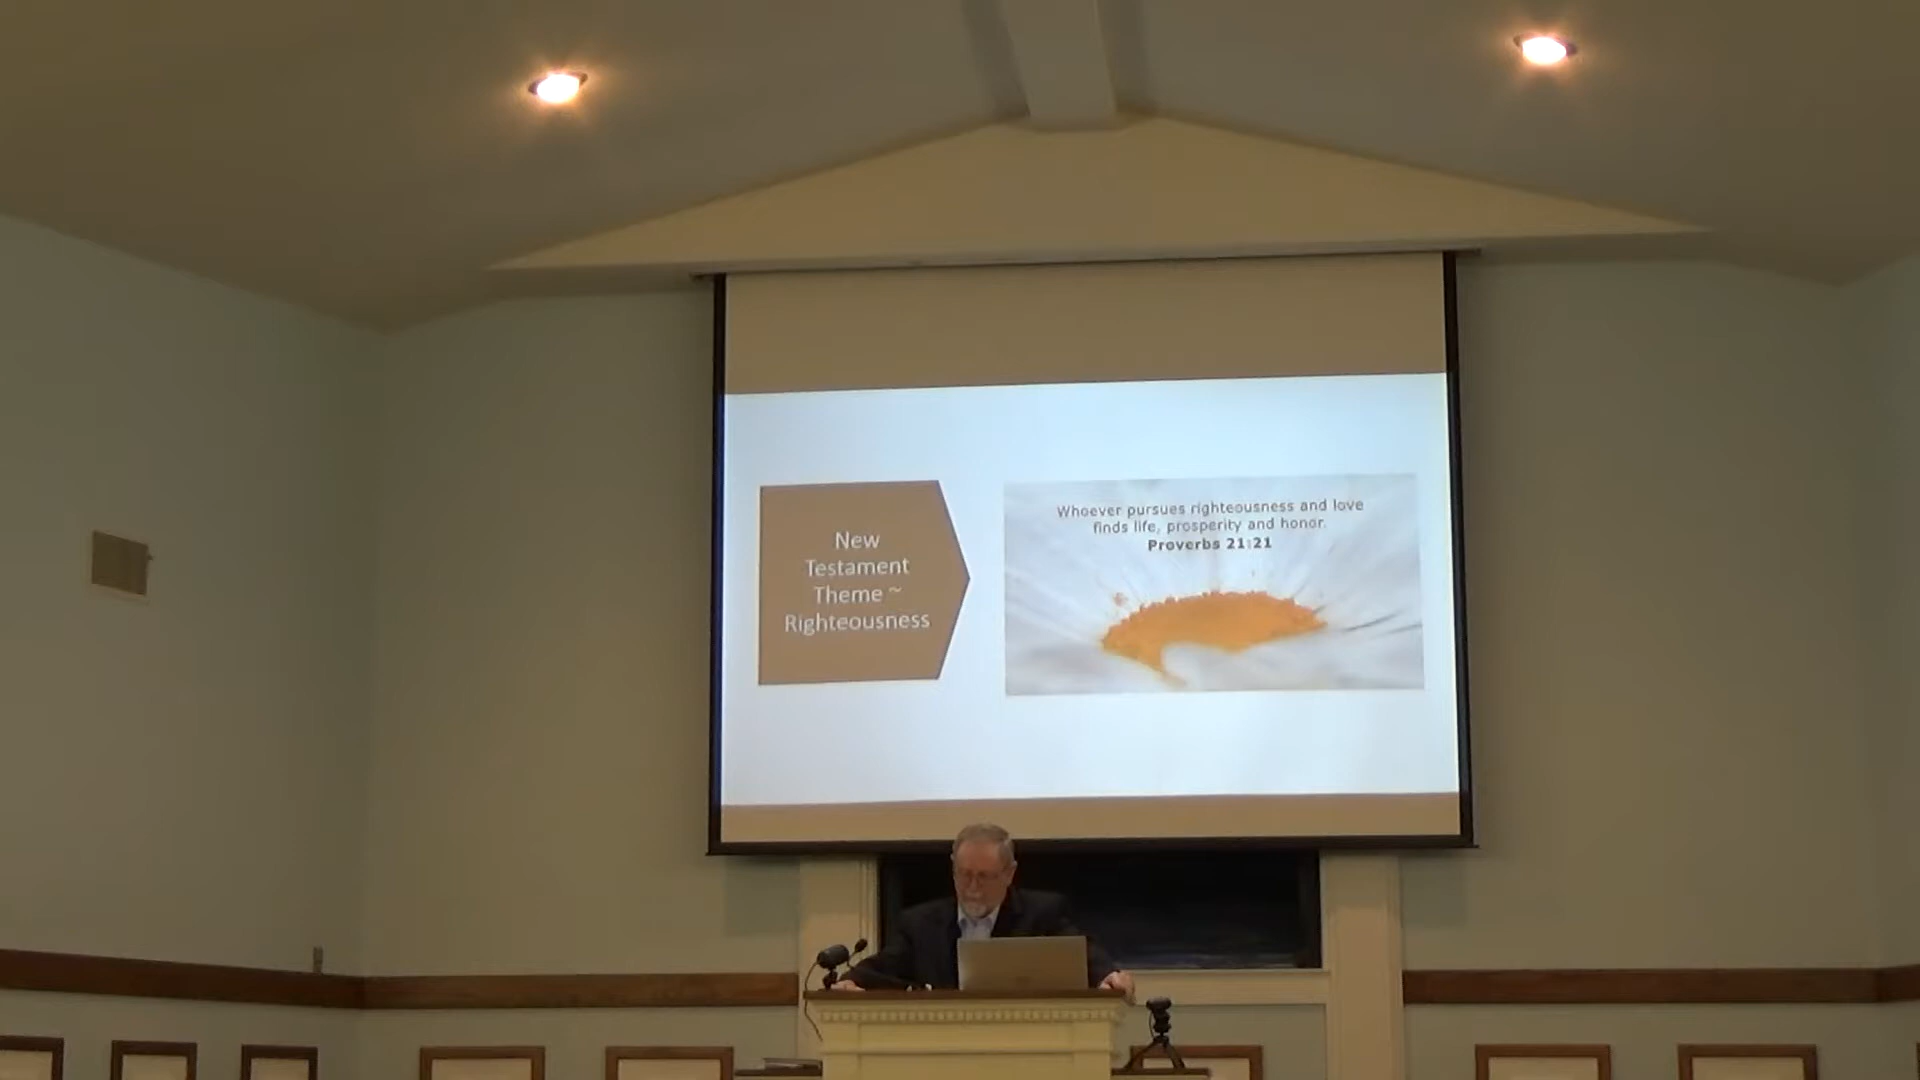 New
Testament
Theme ~
Righteousness
Whoever pursues righteousness and love
finds life, prosperity and honor.
Proverbs 21:21